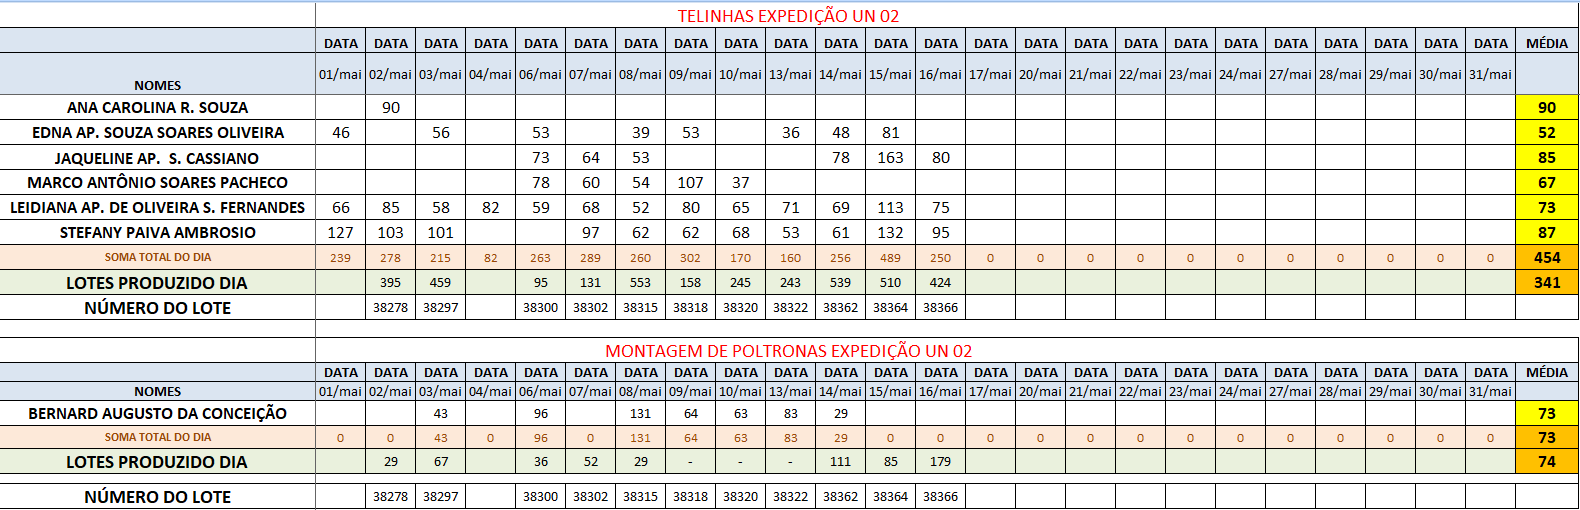 TELINHAS EXPEDIÇÃO UN 02
DATA DATA DATA DATA DATA DATA DATA DATA DATA DATA DATA DATA DATA DATA DATA DATA DATA DATA DATA DATA DATA DATA DATA DATA MÉDIA
NOMES 01/mai 02/mai 03/mai 04/mai 06/mai 07/mai 08/mai 09/mai 10/mai 13/mai 14/mai 15/mai 16/mai 17/mai 20/mai 21/mai 22/mai 23/mai 24/mai 27/mai 28/mai 29/mai 30/mai 31/mai
ANA CAROLINA R. SOUZA 90 90
EDNA AP. SOUZA SOARES OLIVEIRA 46 56 53 39 53 36 48 81 52
JAQUELINE AP. S. CASSIANO 73 64 53 78 163 80 85
MARCO ANTÔNIO SOARES PACHECO 78 60 54 107 37 67
LEIDIANA AP. DE OLIVEIRA S. FERNANDES 66 85 58 82 59 68 52 80 65 71 69 113 75 73
STEFANY PAIVA AMBROSIO 127 103 101 97 62 62 68 53 61 132 95 87
SOMA TOTAL DO DIA 239 278 215 82 263 289 260 302 170 160 256 489 250 0 0 0 0 0 0 0 0 0 0 0 454
LOTES PRODUZIDO DIA 395 459 95 131 553 158 245 243 539 510 424 341
NÚMERO DO LOTE 38278 38297 38300 38302 38315 38318 38320 38322 38362 38364 38366
MONTAGEM DE POLTRONAS EXPEDIÇÃO UN 02
DATA DATA DATA DATA DATA DATA DATA DATA DATA DATA DATA DATA DATA DATA DATA DATA DATA DATA DATA DATA DATA DATA DATA DATA MÉDIA
NOMES 01/mai 02/mai 03/mai 04/mai 06/mai 07/mai 08/mai 09/mai 10/mai 13/mai 14/mai 15/mai 16/mai 17/mai 20/mai 21/mai 22/mai 23/mai 24/mai 27/mai 28/mai 29/mai 30/mai 31/mai
BERNARD AUGUSTO DA CONCEIÇÃO 43 96 131 64 63 83 29 73
SOMA TOTAL DO DIA 0 0 43 0 96 0 131 64 63 83 29 0 0 0 0 0 0 0 0 0 0 0 0 0 73
LOTES PRODUZIDO DIA 29 67 36 52 29 - - - 111 85 179 74
NÚMERO DO LOTE 38278 38297 38300 38302 38315 38318 38320 38322 38362 38364 38366